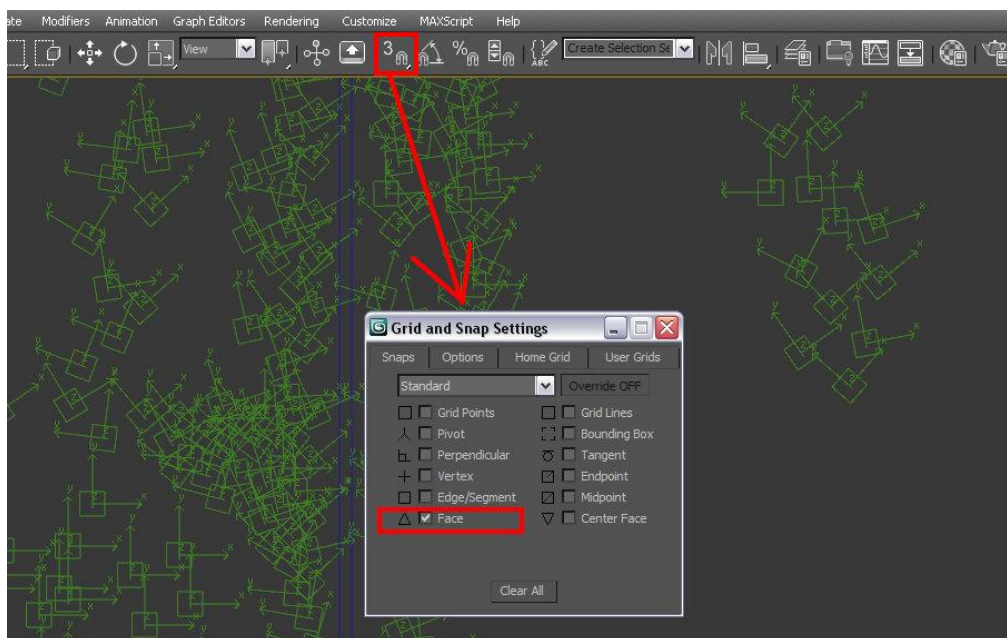 ate Modifiers Animation Graph Editors Rendering Customize MAXScript Help
View 3 % ABC Create Selection Se
Grid and Snap Settings
Snaps Options Home Grid User Grids
Standard Override OFF
Grid Points Grid Lines
Pivot Bounding Box
Perpendicular Tangent
Vertex Endpoint
Edge/Segment Midpoint
Face Center Face
Clear All